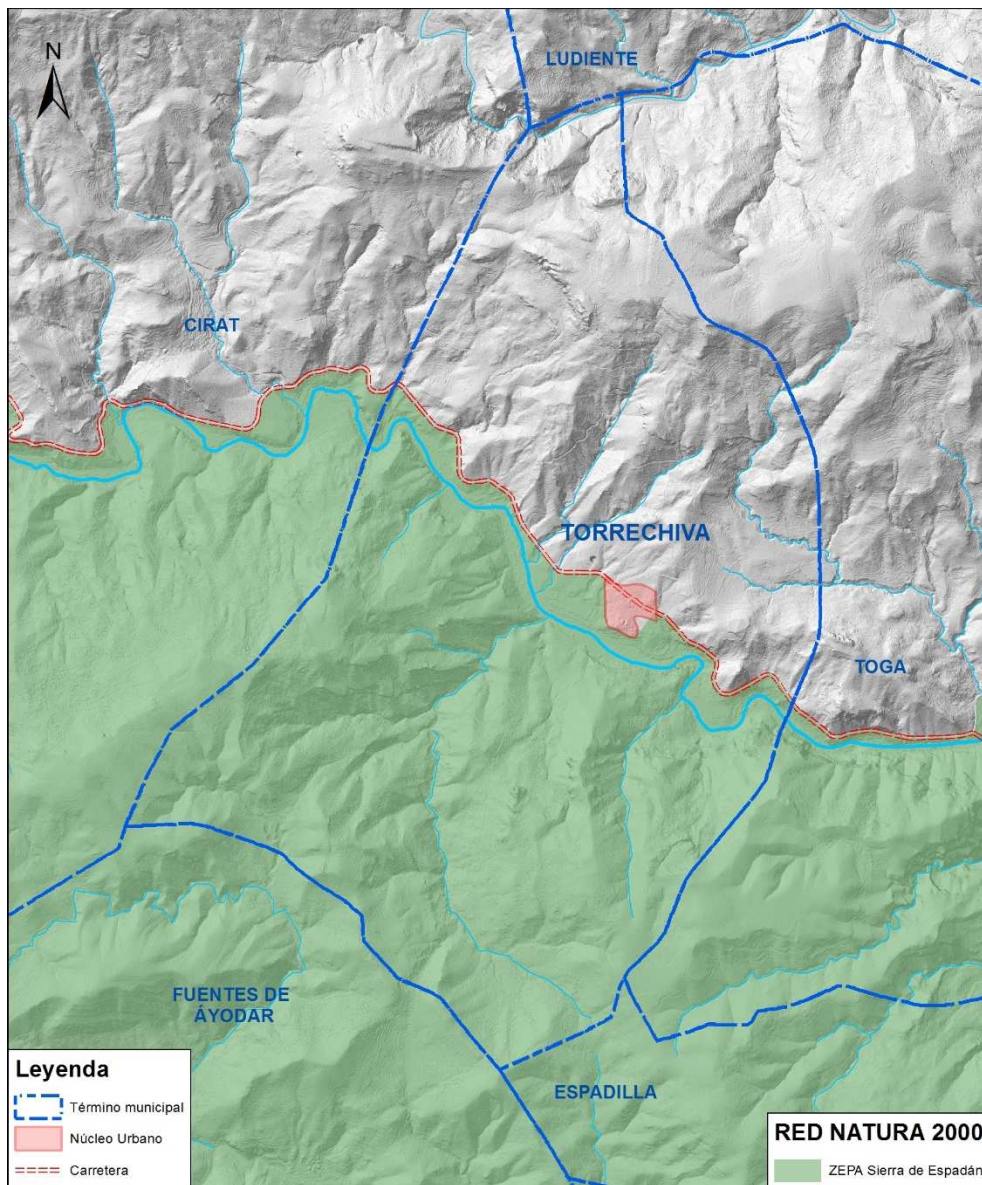 N
LUDIENTE
CIRAT
TORRECHIVA
TOGA
FUENTES DE
ÁYODAR
ESPADILLA
Leyenda
Término municipal
Núcleo Urbano
Carretera
RED NATURA 2000
ZEPA Sierra de Espadán